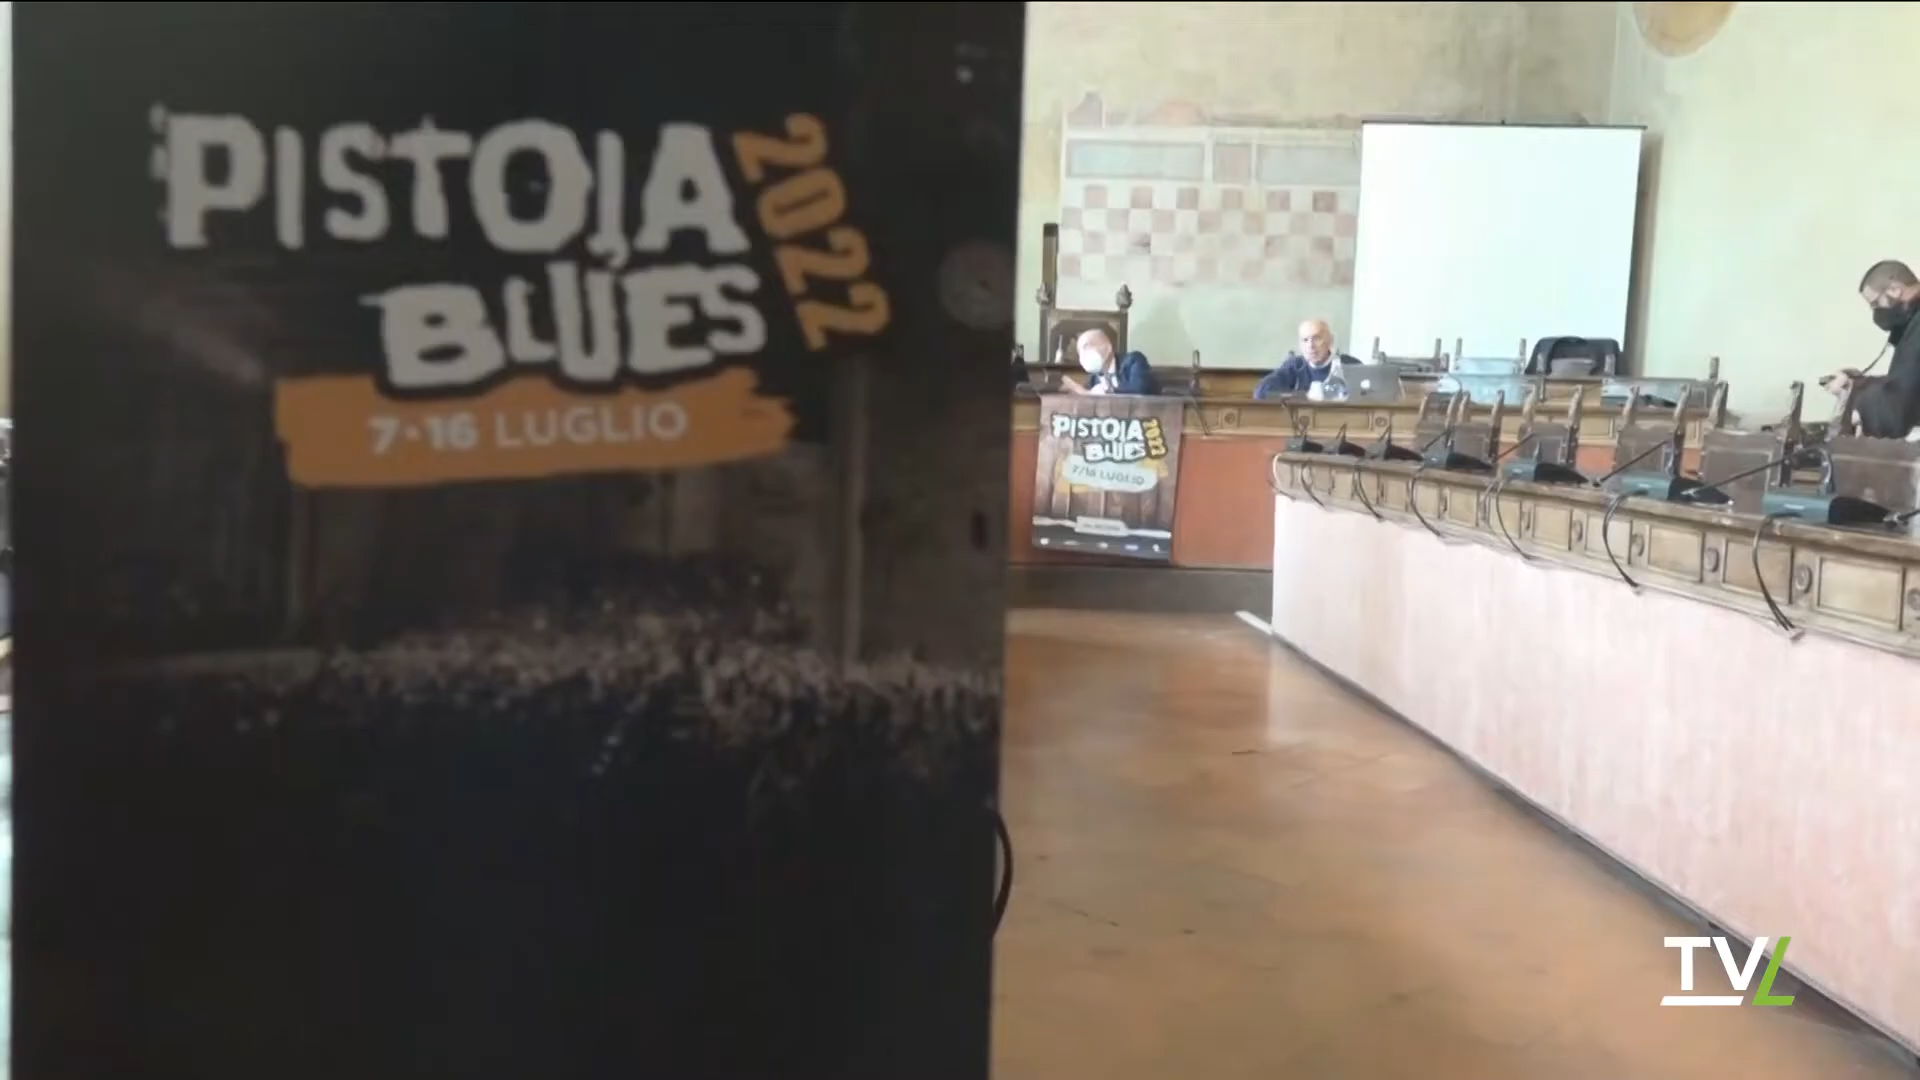 PISTOIA
BLUES
2022
7-16 LUGLIO
PISTOIA
BLUES
2022
7/16 LUGLIO
TVL